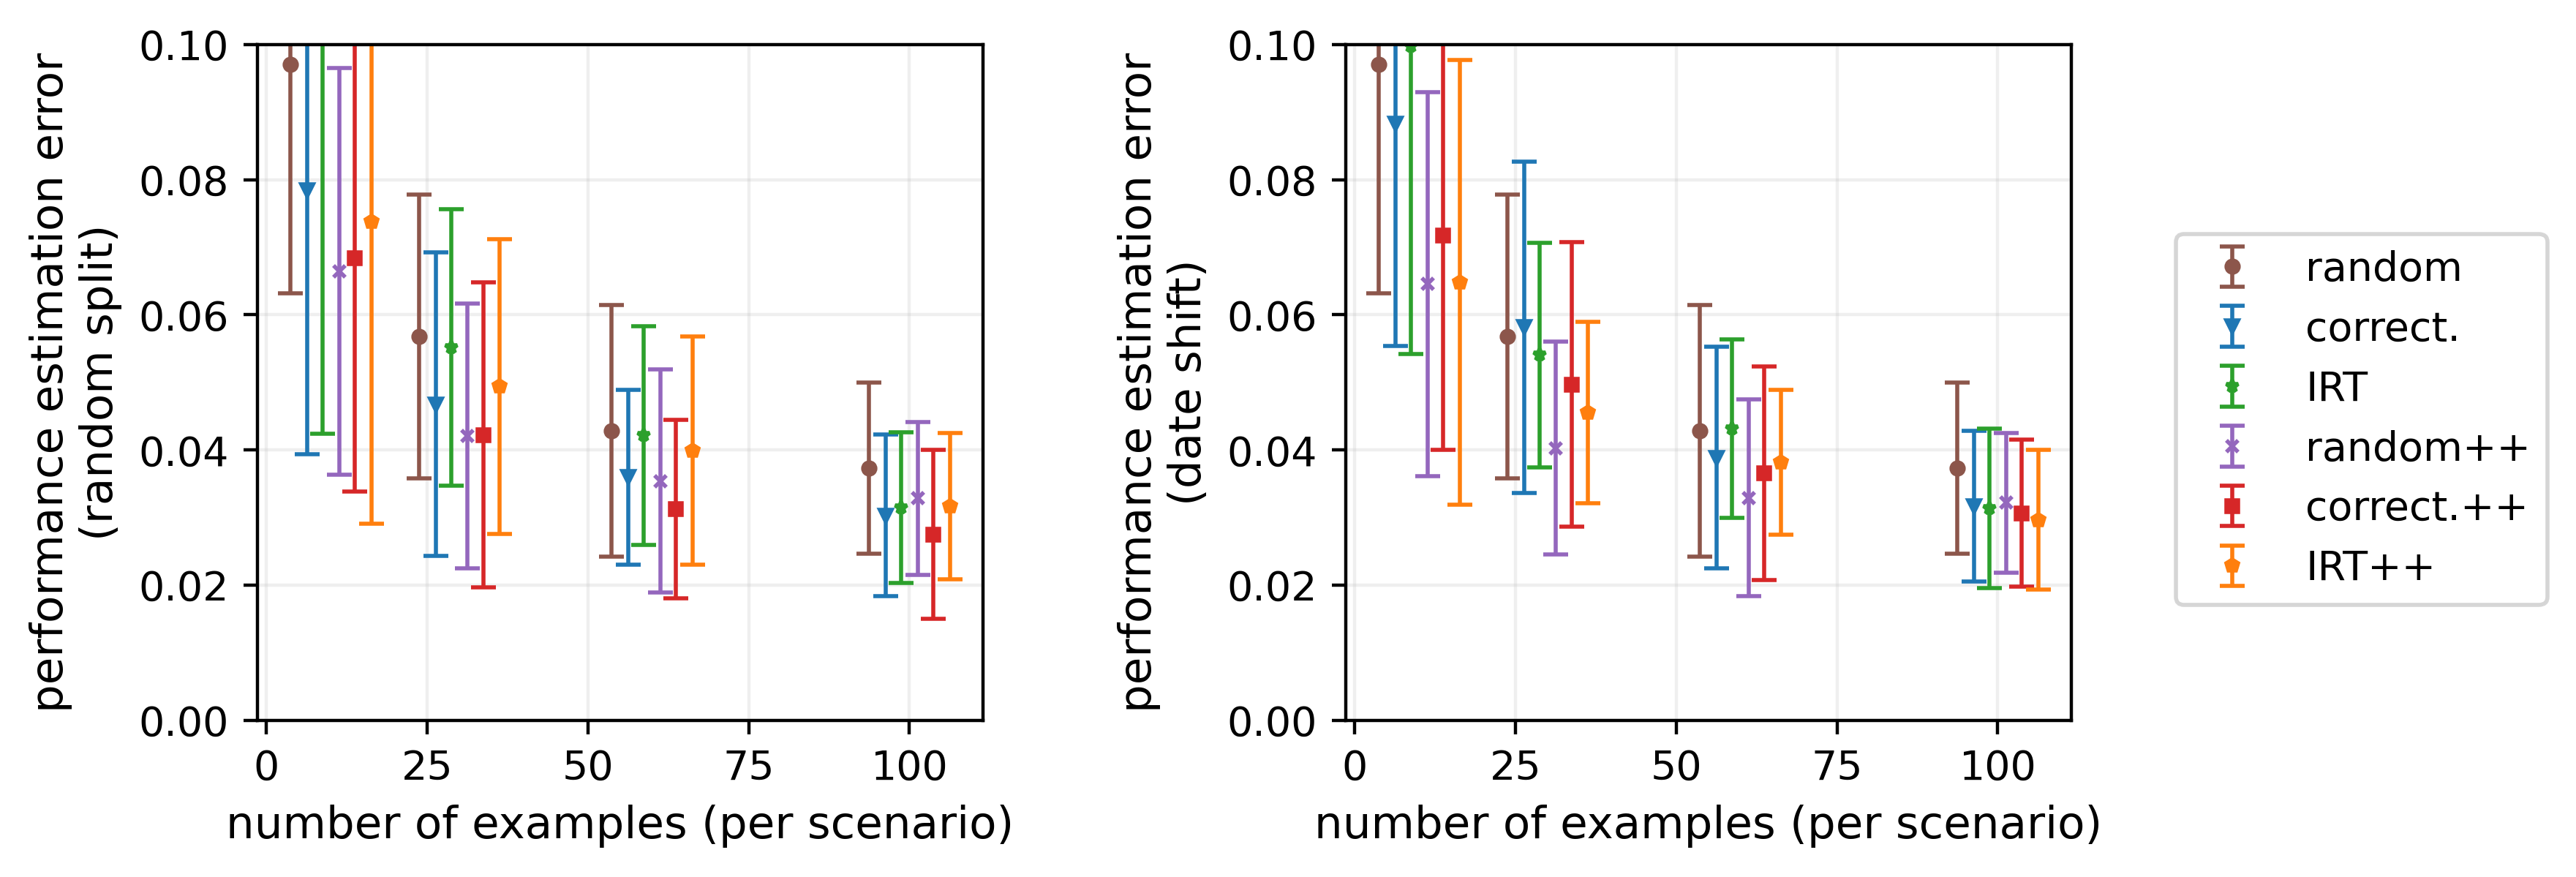 performance estimation error
(random split)
0.10
0.08
0.06
0.04
0.02
0.00
0
25
50
75
100
number of examples (per scenario)
performance estimation error
(date shift)
0.10
0.08
0.06
0.04
0.02
0.00
0
25
50
75
100
number of examples (per scenario)
random
correct.
IRT
random++
correct.++
IRT++